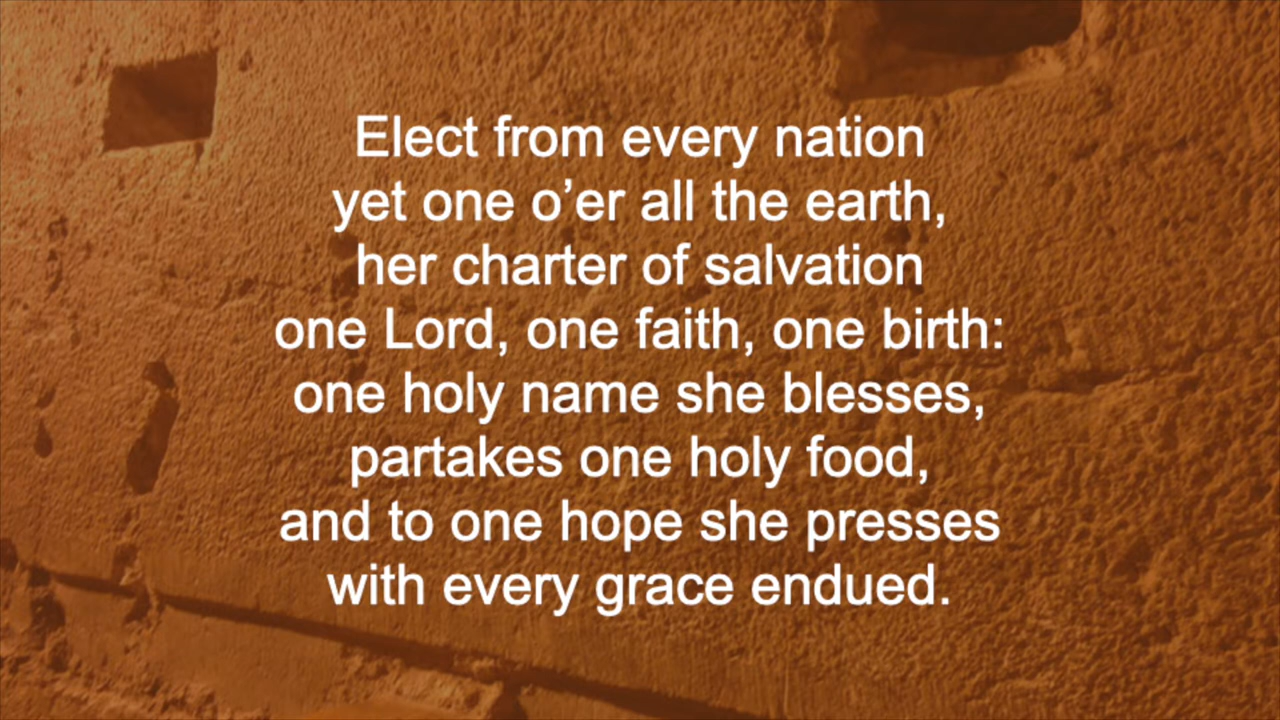 Elect from every nation
yet one o’er all the earth,
her charter of salvation
one Lord, one faith, one birth:
one holy name she blesses,
partakes one holy food,
and to one hope she presses
with every grace endued.